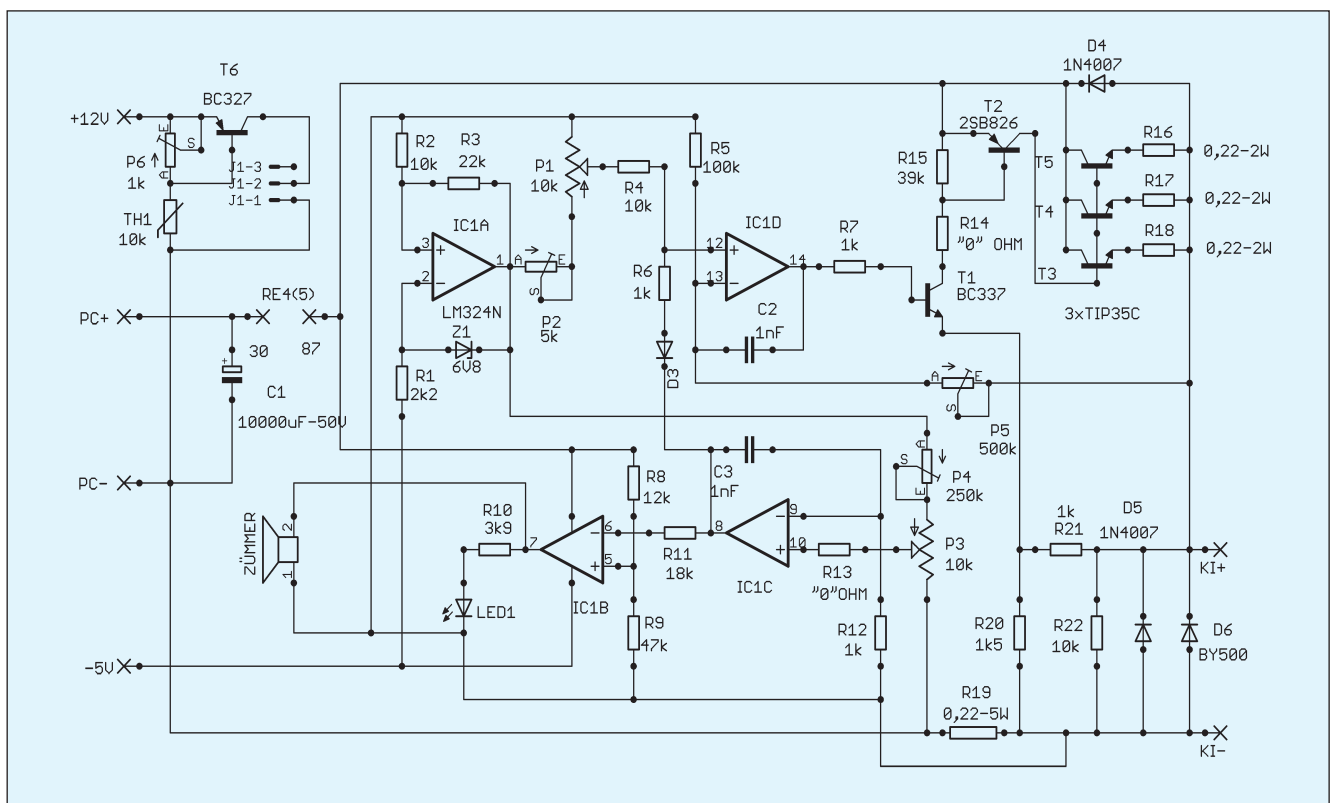 D4
1N4007
T6
BC327
T2
2SB826
+12V
E
S
P6
1k
A
J1-3
J1-2
J1-1
TH1
10k
R2
10k
R3
22k
P1
10k
R4
10k
R5
100k
R15
39k
R14
"0" OHM
T5
T4
T3
R16
0,22-2W
R17
0,22-2W
R18
0,22-2W
3xTIP35C
IC1A
3
+
2
−
1
LM324N
A
E
S
P2
5k
R6
1k
IC1D
12
+
13
−
14
R7
1k
T1
BC337
C2
1nF
PC+
RE4(5)
30
87
+
C1
10000uF-50V
Z1
6V8
R1
2k2
D3
A
E
S
P5
500k
PC-
ZÜMMER
2
1
R10
3k9
7
6
−
5
+
IC1B
LED1
R8
12k
R9
47k
R11
18k
C3
1nF
8
9
−
10
+
IC1C
R13
"0"OHM
R12
1k
A
S
E
P4
250k
P3
10k
1k
R21
D5
1N4007
KI+
R20
1k5
R22
10k
D6
BY500
-5V
R19
0,22-5W
KI-